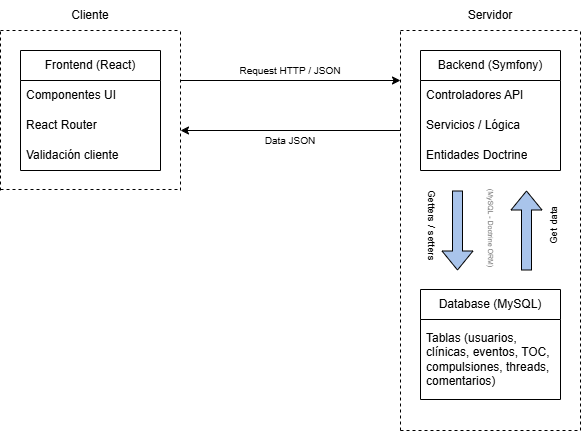 Cliente
Servidor
Frontend (React)
Componentes UI
React Router
Validación cliente
Request HTTP / JSON
Data JSON
Backend (Symfony)
Controladores API
Servicios / Lógica
Entidades Doctrine
Getters / setters
(MySQL - Doctrine ORM)
Get data
Database (MySQL)
Tablas (usuarios,
clínicas, eventos, TOC,
compulsiones, threads,
comentarios)